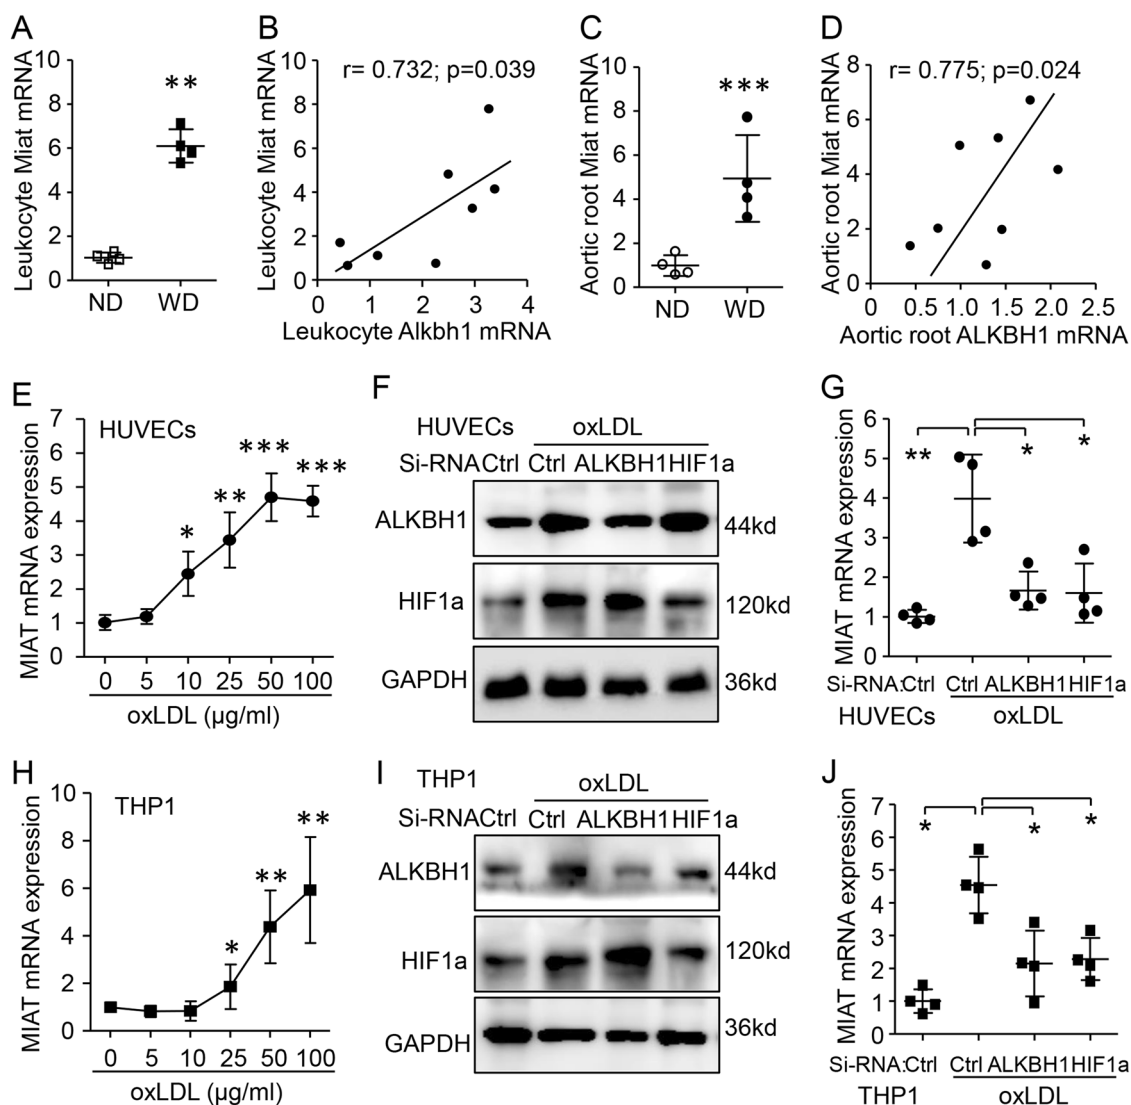 A
Leukocyte Miat mRNA
10
8
6
4
2
0
**
ND WD
B
Leukocyte Miat mRNA
10
8
6
4
2
0
r= 0.732; p=0.039
0 1 2 3 4
Leukocyte Alkbh1 mRNA
C
Aortic root Miat mRNA
10
8
6
4
2
0
***
ND WD
D
Aortic root Miat mRNA
8
6
4
2
0
r= 0.775; p=0.024
0 0.5 1.0 1.5 2.0 2.5
Aortic root ALKBH1 mRNA
E
MIAT mRNA expression
7
6
5
4
3
2
1
0
HUVECs
* ** *** ***
0 5 10 25 50 100
oxLDL (µg/ml)
F
HUVECs oxLDL
Si-RNA Ctrl Ctrl ALKBH1 HIF1a
ALKBH1 44kd
HIF1a 120kd
GAPDH 36kd
G
MIAT mRNA expression
6
5
4
3
2
1
0
** * *
Si-RNA: Ctrl Ctrl ALKBH1 HIF1a
HUVECs oxLDL
H
MIAT mRNA expression
10
8
6
4
2
0
THP1
* ** **
0 5 10 25 50 100
oxLDL (µg/ml)
I
THP1 oxLDL
Si-RNA Ctrl Ctrl ALKBH1 HIF1a
ALKBH1 44kd
HIF1a 120kd
GAPDH 36kd
J
MIAT mRNA expression
7
6
5
4
3
2
1
0
* * *
Si-RNA: Ctrl Ctrl ALKBH1 HIF1a
THP1 oxLDL